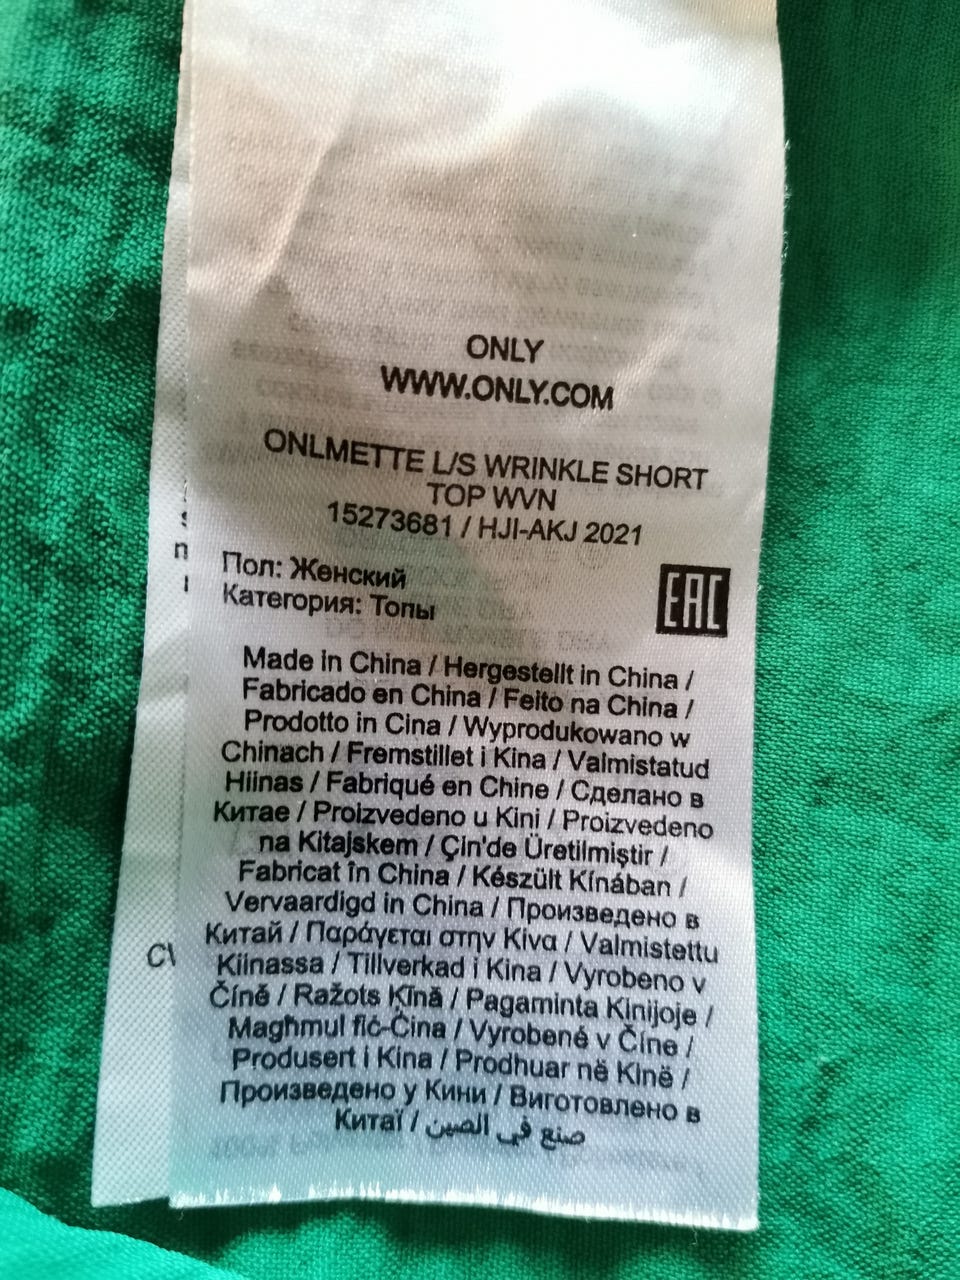 ONLY
WWW.ONLY.COM
ONLMETTE L/S WRINKLE SHORT
TOP WVN
15273681 / HJI-AKJ 2021
Пол: Женский
Категория: Топы
EAC
Made in China / Hergestellt in China /
Fabricado en China / Feito na China /
Prodotto in Cina / Wyprodukowano w
Chinach / Fremstillet i Kina / Valmistatud
Hiinas / Fabriqué en Chine / Сделано в
Китае / Proizvedeno u Kini / Proizvedeno
na Kitajskem / Çin'de Üretilmiştir /
Fabricat în China / Készült Kínában /
Vervaardigd in China / Произведено в
Китай / Παράγεται στην Κίνα / Valmistettu
Kiinassa / Tillverkad i Kina / Vyrobeno v
Číně / Ražots Ķīnā / Pagaminta Kinijoje /
Magħmul fiċ-Ċina / Vyrobené v Číne /
Produsert i Kina / Prodhuar në Kinë /
Произведено у Кини / Виготовлено в
Китаї / صنع في الصين